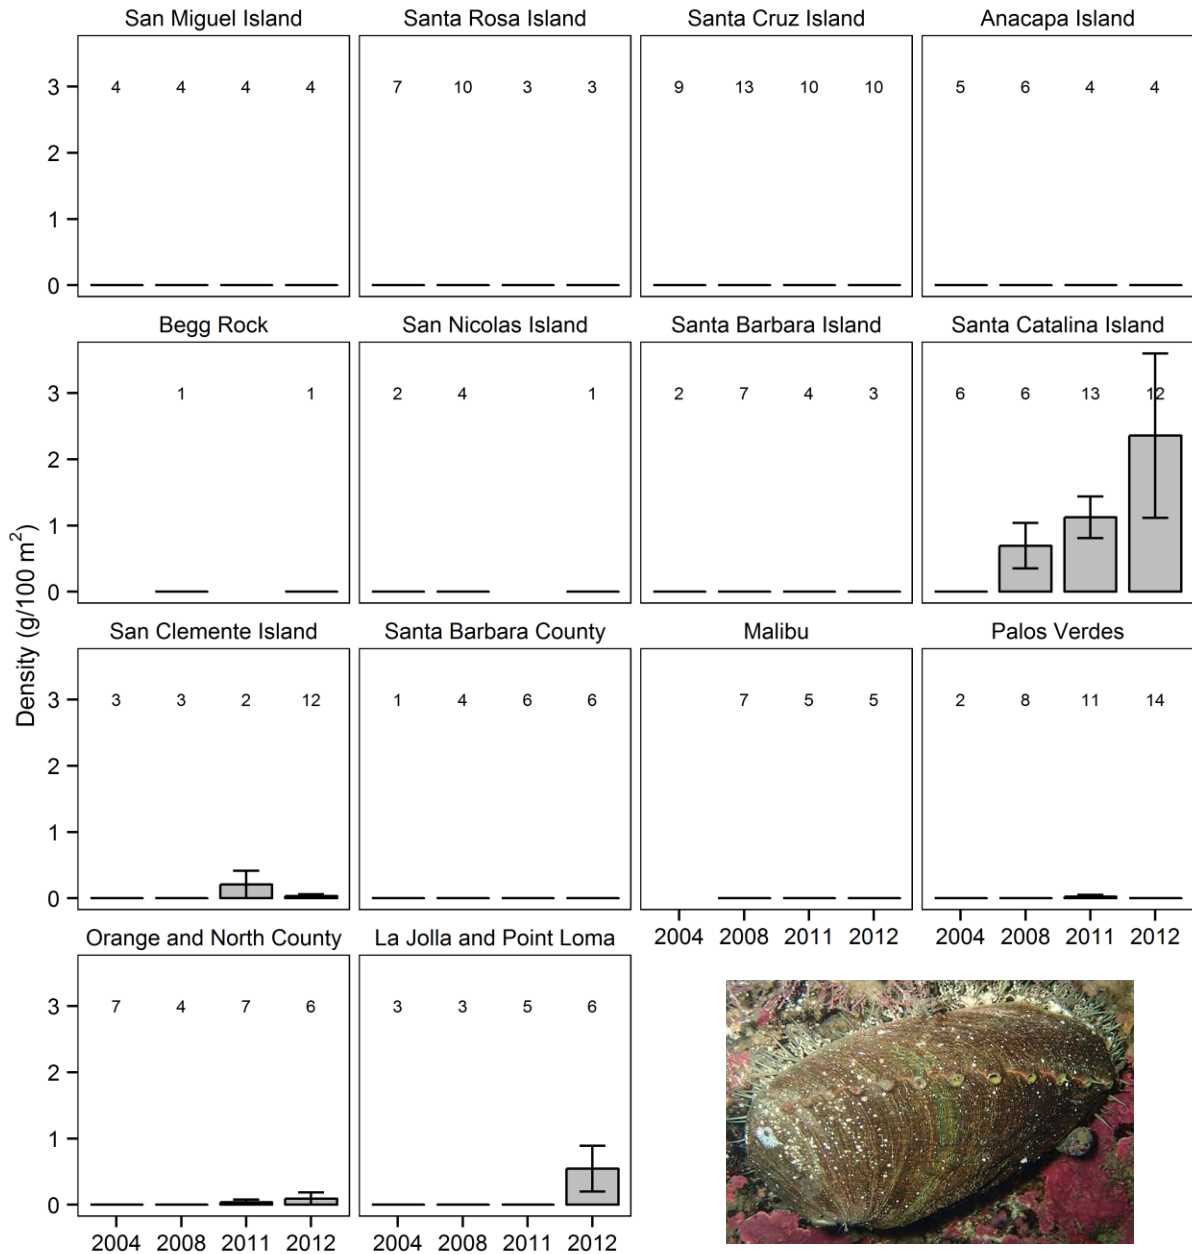 San Miguel Island Santa Rosa Island Santa Cruz Island Anacapa Island
3 4 4 4 4 7 10 3 3 9 13 10 10 5 6 4 4
2
1
0
Begg Rock San Nicolas Island Santa Barbara Island Santa Catalina Island
3 1 1 2 4 1 2 7 4 3 6 6 13 12
2
1
0
Density (g/100 m²)
San Clemente Island Santa Barbara County Malibu Palos Verdes
3 3 3 2 12 1 4 6 6 7 5 5 2 8 11 14
2
1
0
2004 2008 2011 2012 2004 2008 2011 2012
Orange and North County La Jolla and Point Loma
3 7 4 7 6 3 3 5 6
2
1
0
2004 2008 2011 2012 2004 2008 2011 2012